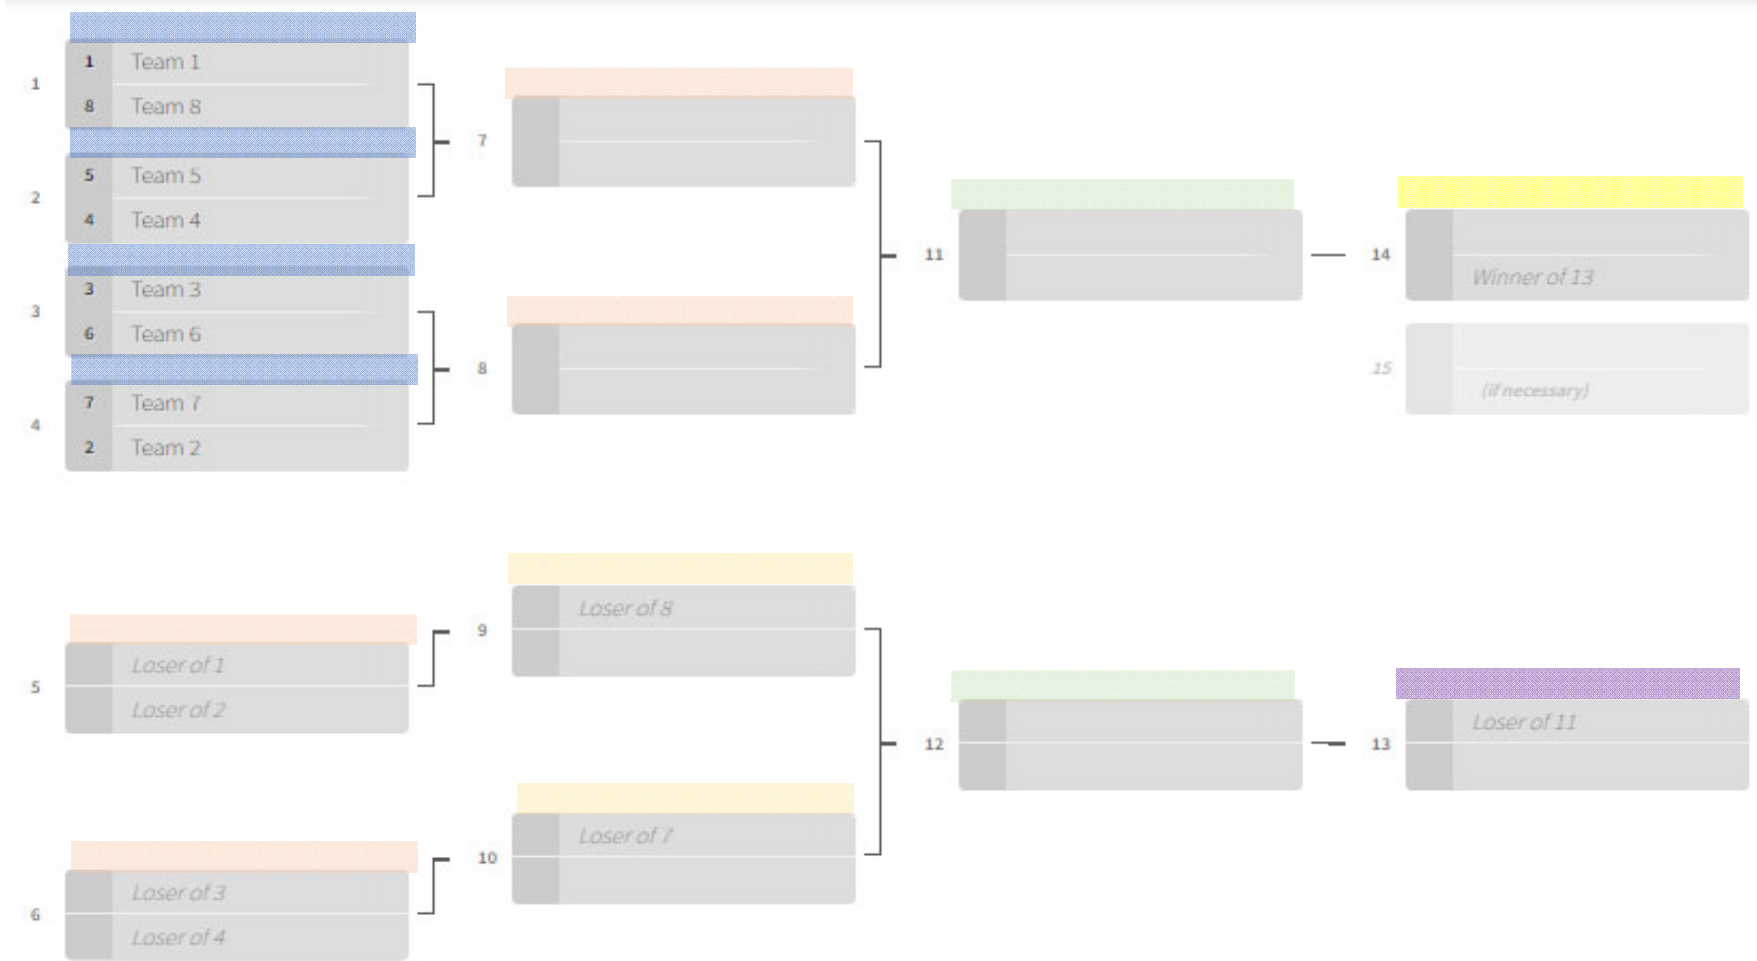 1 Team 1
1
8 Team 8
5 Team 5
2
4 Team 4
3 Team 3
3
6 Team 6
7 Team 7
4
2 Team 2
7
8
11
14
Winner of 13
15
(if necessary)
Loser of 1
5
Loser of 2
Loser of 3
6
Loser of 4
Loser of 8
9
Loser of 7
10
12
Loser of 11
13